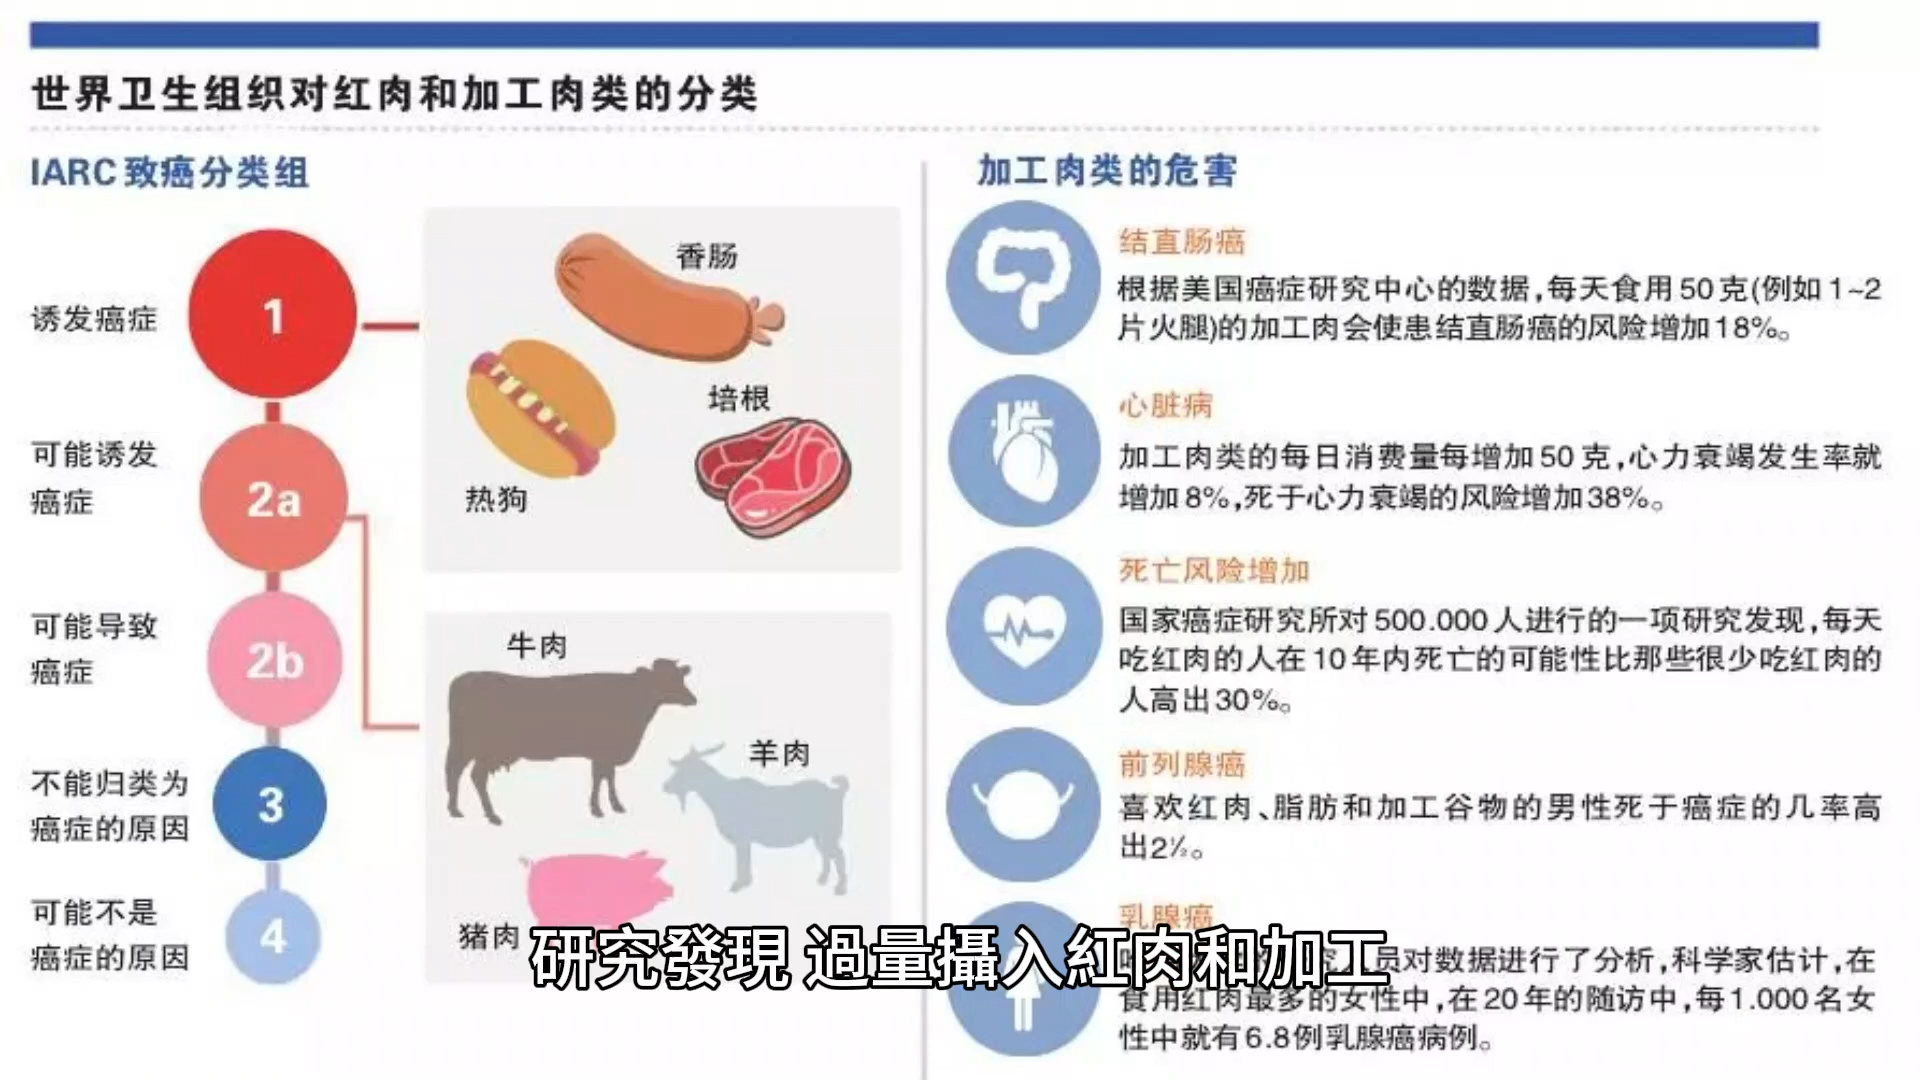 世界卫生组织对红肉和加工肉类的分类
IARC致癌分类组
诱发癌症
1
香肠
热狗
培根
可能诱发
癌症
2a
可能导致
癌症
2b
牛肉
羊肉
猪肉
不能归类为
癌症的原因
3
可能不是
癌症的原因
4
加工肉类的危害
结直肠癌
根据美国癌症研究中心的数据,每天食用50克(例如1~2
片火腿)的加工肉会使患结直肠癌的风险增加18%。
心脏病
加工肉类的每日消费量每增加50克,心力衰竭发生率就
增加8%,死于心力衰竭的风险增加38%。
死亡风险增加
国家癌症研究所对500.000人进行的一项研究发现,每天
吃红肉的人在10年内死亡的可能性比那些很少吃红肉的
人高出30%。
前列腺癌
喜欢红肉、脂肪和加工谷物的男性死于癌症的几率高
出2½。
乳腺癌
员对数据进行了分析,科学家估计,在
食用红肉最多的女性中,在20年的随访中,每1.000名女
性中就有6.8例乳腺癌病例。
研究發現 過量攝入紅肉和加工